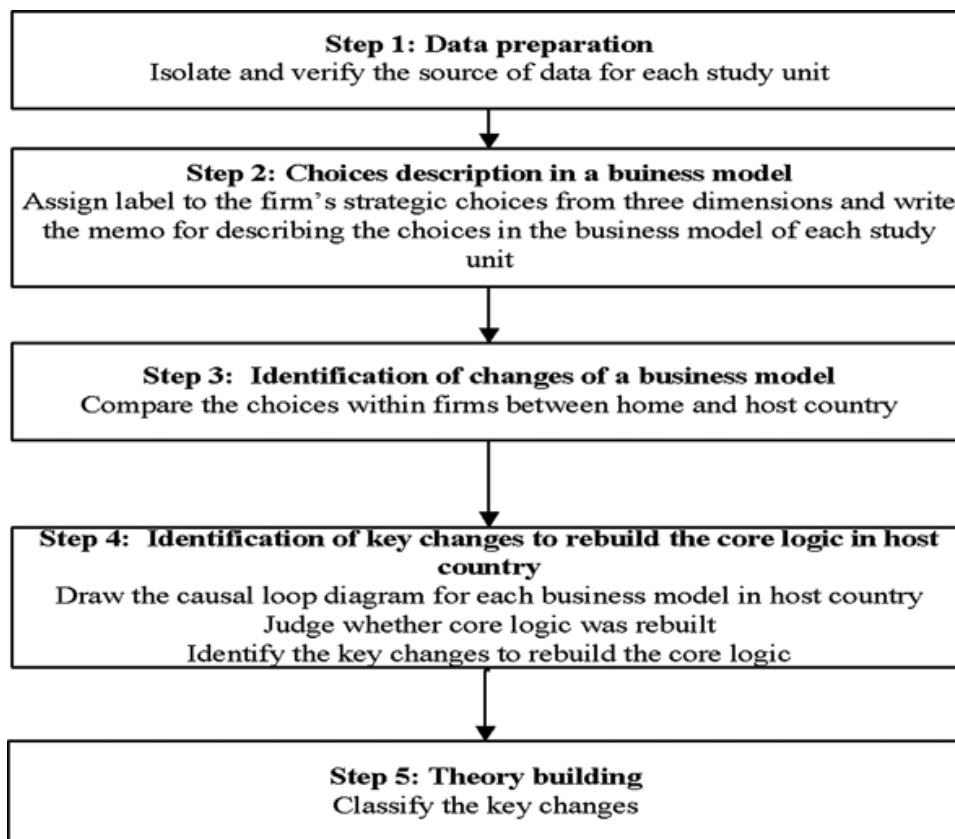 Step 1: Data preparation
Isolate and verify the source of data for each study unit
Step 2: Choices description in a buiness model
Assign label to the firm's strategic choices from three dimensions and write
the memo for describing the choices in the business model of each study
unit
Step 3:  Identification of changes of a business model
Compare the choices within firms between home and host country
Step 4:  Identification of key changes to rebuild the core logic in host
country
Draw the causal loop diagram for each business model in host country
Judge whether core logic was rebuilt
Identify the key changes to rebuild the core logic
Step 5: Theory building
Classify the key changes